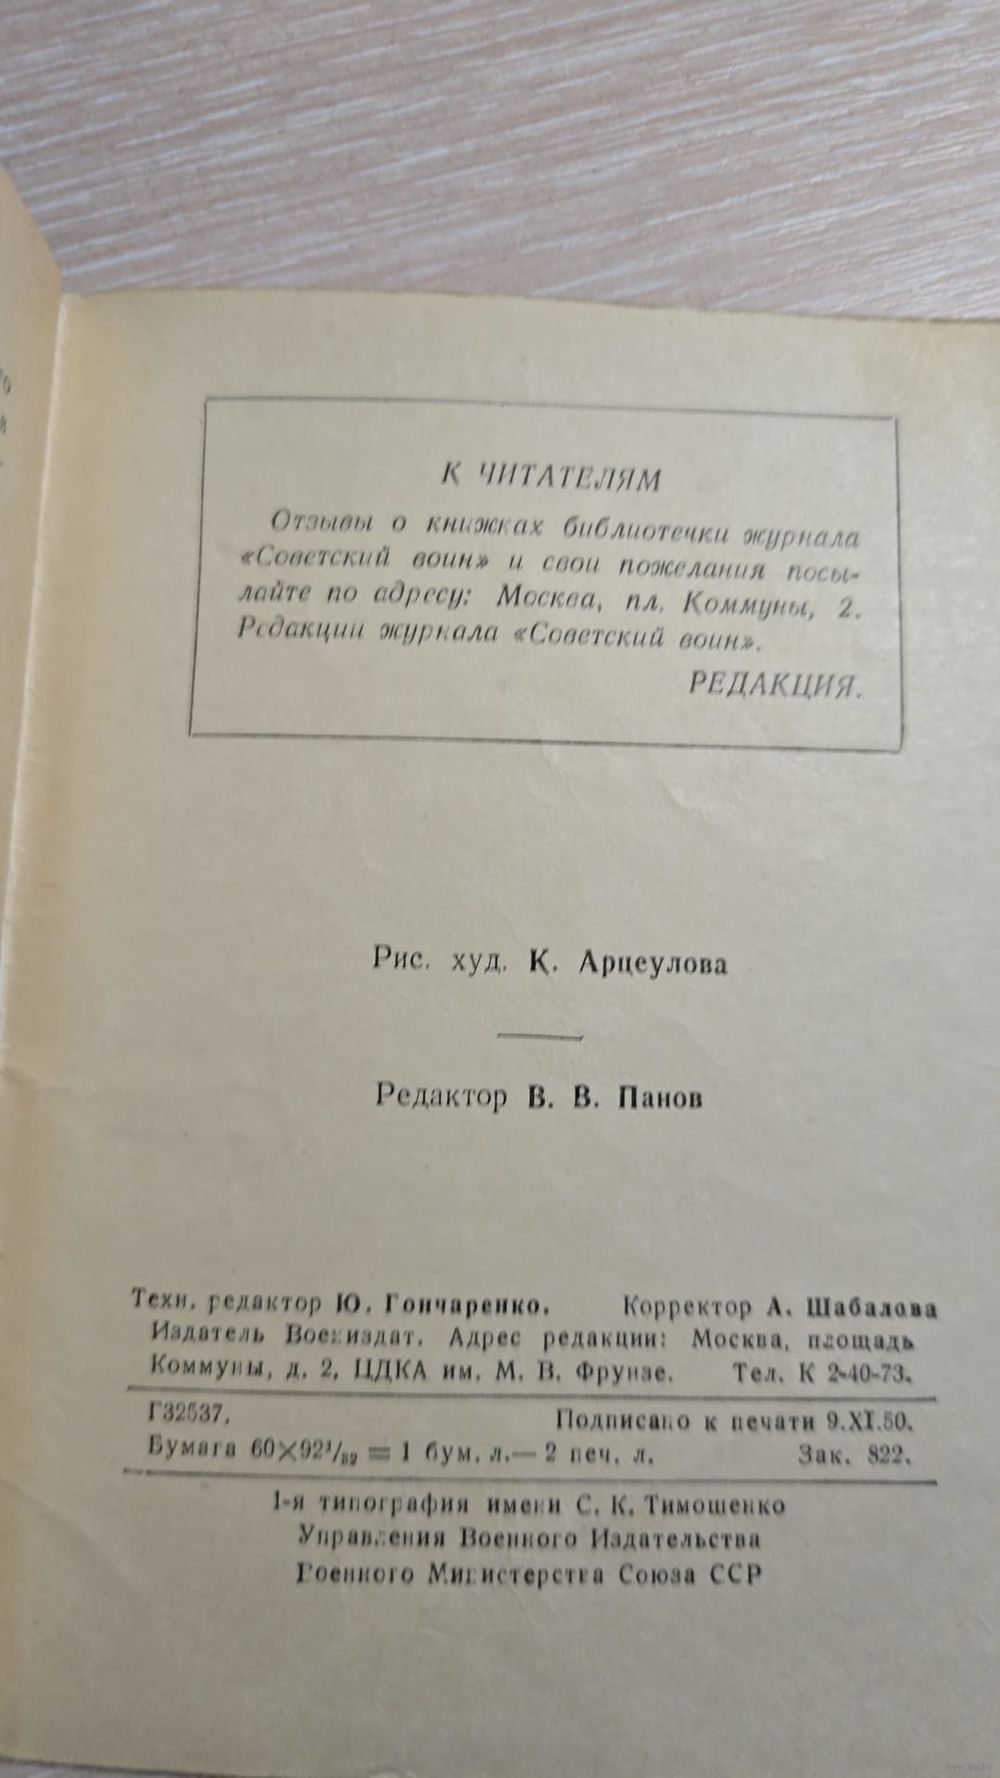 К ЧИТАТЕЛЯМ
Отзывы о книжках библиотечки журнала
«Советский воин» и свои пожелания посы-
лайте по адресу: Москва, пл. Коммуны, 2.
Редакции журнала «Советский воин».
РЕДАКЦИЯ.
Рис. худ. К. Арцеулова
Редактор В. В. Панов
Техн. редактор Ю. Гончаренко. Корректор А. Шабалова
Издатель Воениздат. Адрес редакции: Москва, площадь
Коммуны, д. 2, ЦДКА им. М. В. Фрунзе. Тел. К 2-40-73.
Г32537. Подписано к печати 9.XI.50.
Бумага 60×92¹/₃₂ = 1 бум. л.— 2 печ. л. Зак. 822.
1-я типография имени С. К. Тимошенко
Управления Военного Издательства
Военного Министерства Союза ССР